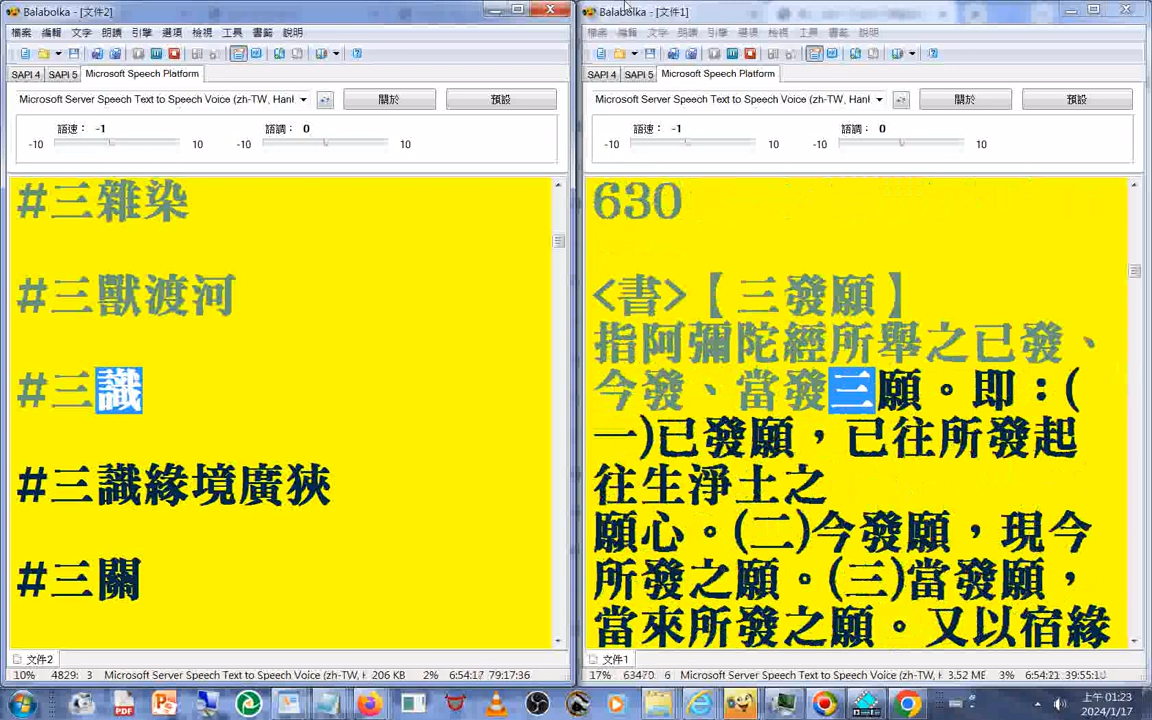 Balabolka - [文件2]
檔案 編輯 文字 朗讀 引擎 選項 檢視 工具 書籤 說明
SAPI 4 SAPI 5 Microsoft Speech Platform
Microsoft Server Speech Text to Speech Voice (zh-TW, Hanl
關於 預設
語速： -1 語調： 0
-10 10 -10 10
#三雜染
#三獸渡河
#三識
#三識緣境廣狹
#三關
文件2
10% 4829: 3 Microsoft Server Speech Text to Speech Voice (zh-TW, H 206 KB 2% 6:54:17 79:17:36
Balabolka - [文件1]
檔案 編輯 文字 朗讀 引擎 選項 檢視 工具 書籤 說明
SAPI 4 SAPI 5 Microsoft Speech Platform
Microsoft Server Speech Text to Speech Voice (zh-TW, Hanl
關於 預設
語速： -1 語調： 0
-10 10 -10 10
630
<書>【三發願】
指阿彌陀經所舉之已發、
今發、當發三願。即：(
一)已發願，已往所發起
往生淨土之
願心。(二)今發願，現今
所發之願。(三)當發願，
當來所發之願。又以宿緣
文件1
17% 63470: 6 Microsoft Server Speech Text to Speech Voice (zh-TW, H 3.52 ME 3% 6:54:21 39:55:10
PDF
上午 01:23
2024/1/17